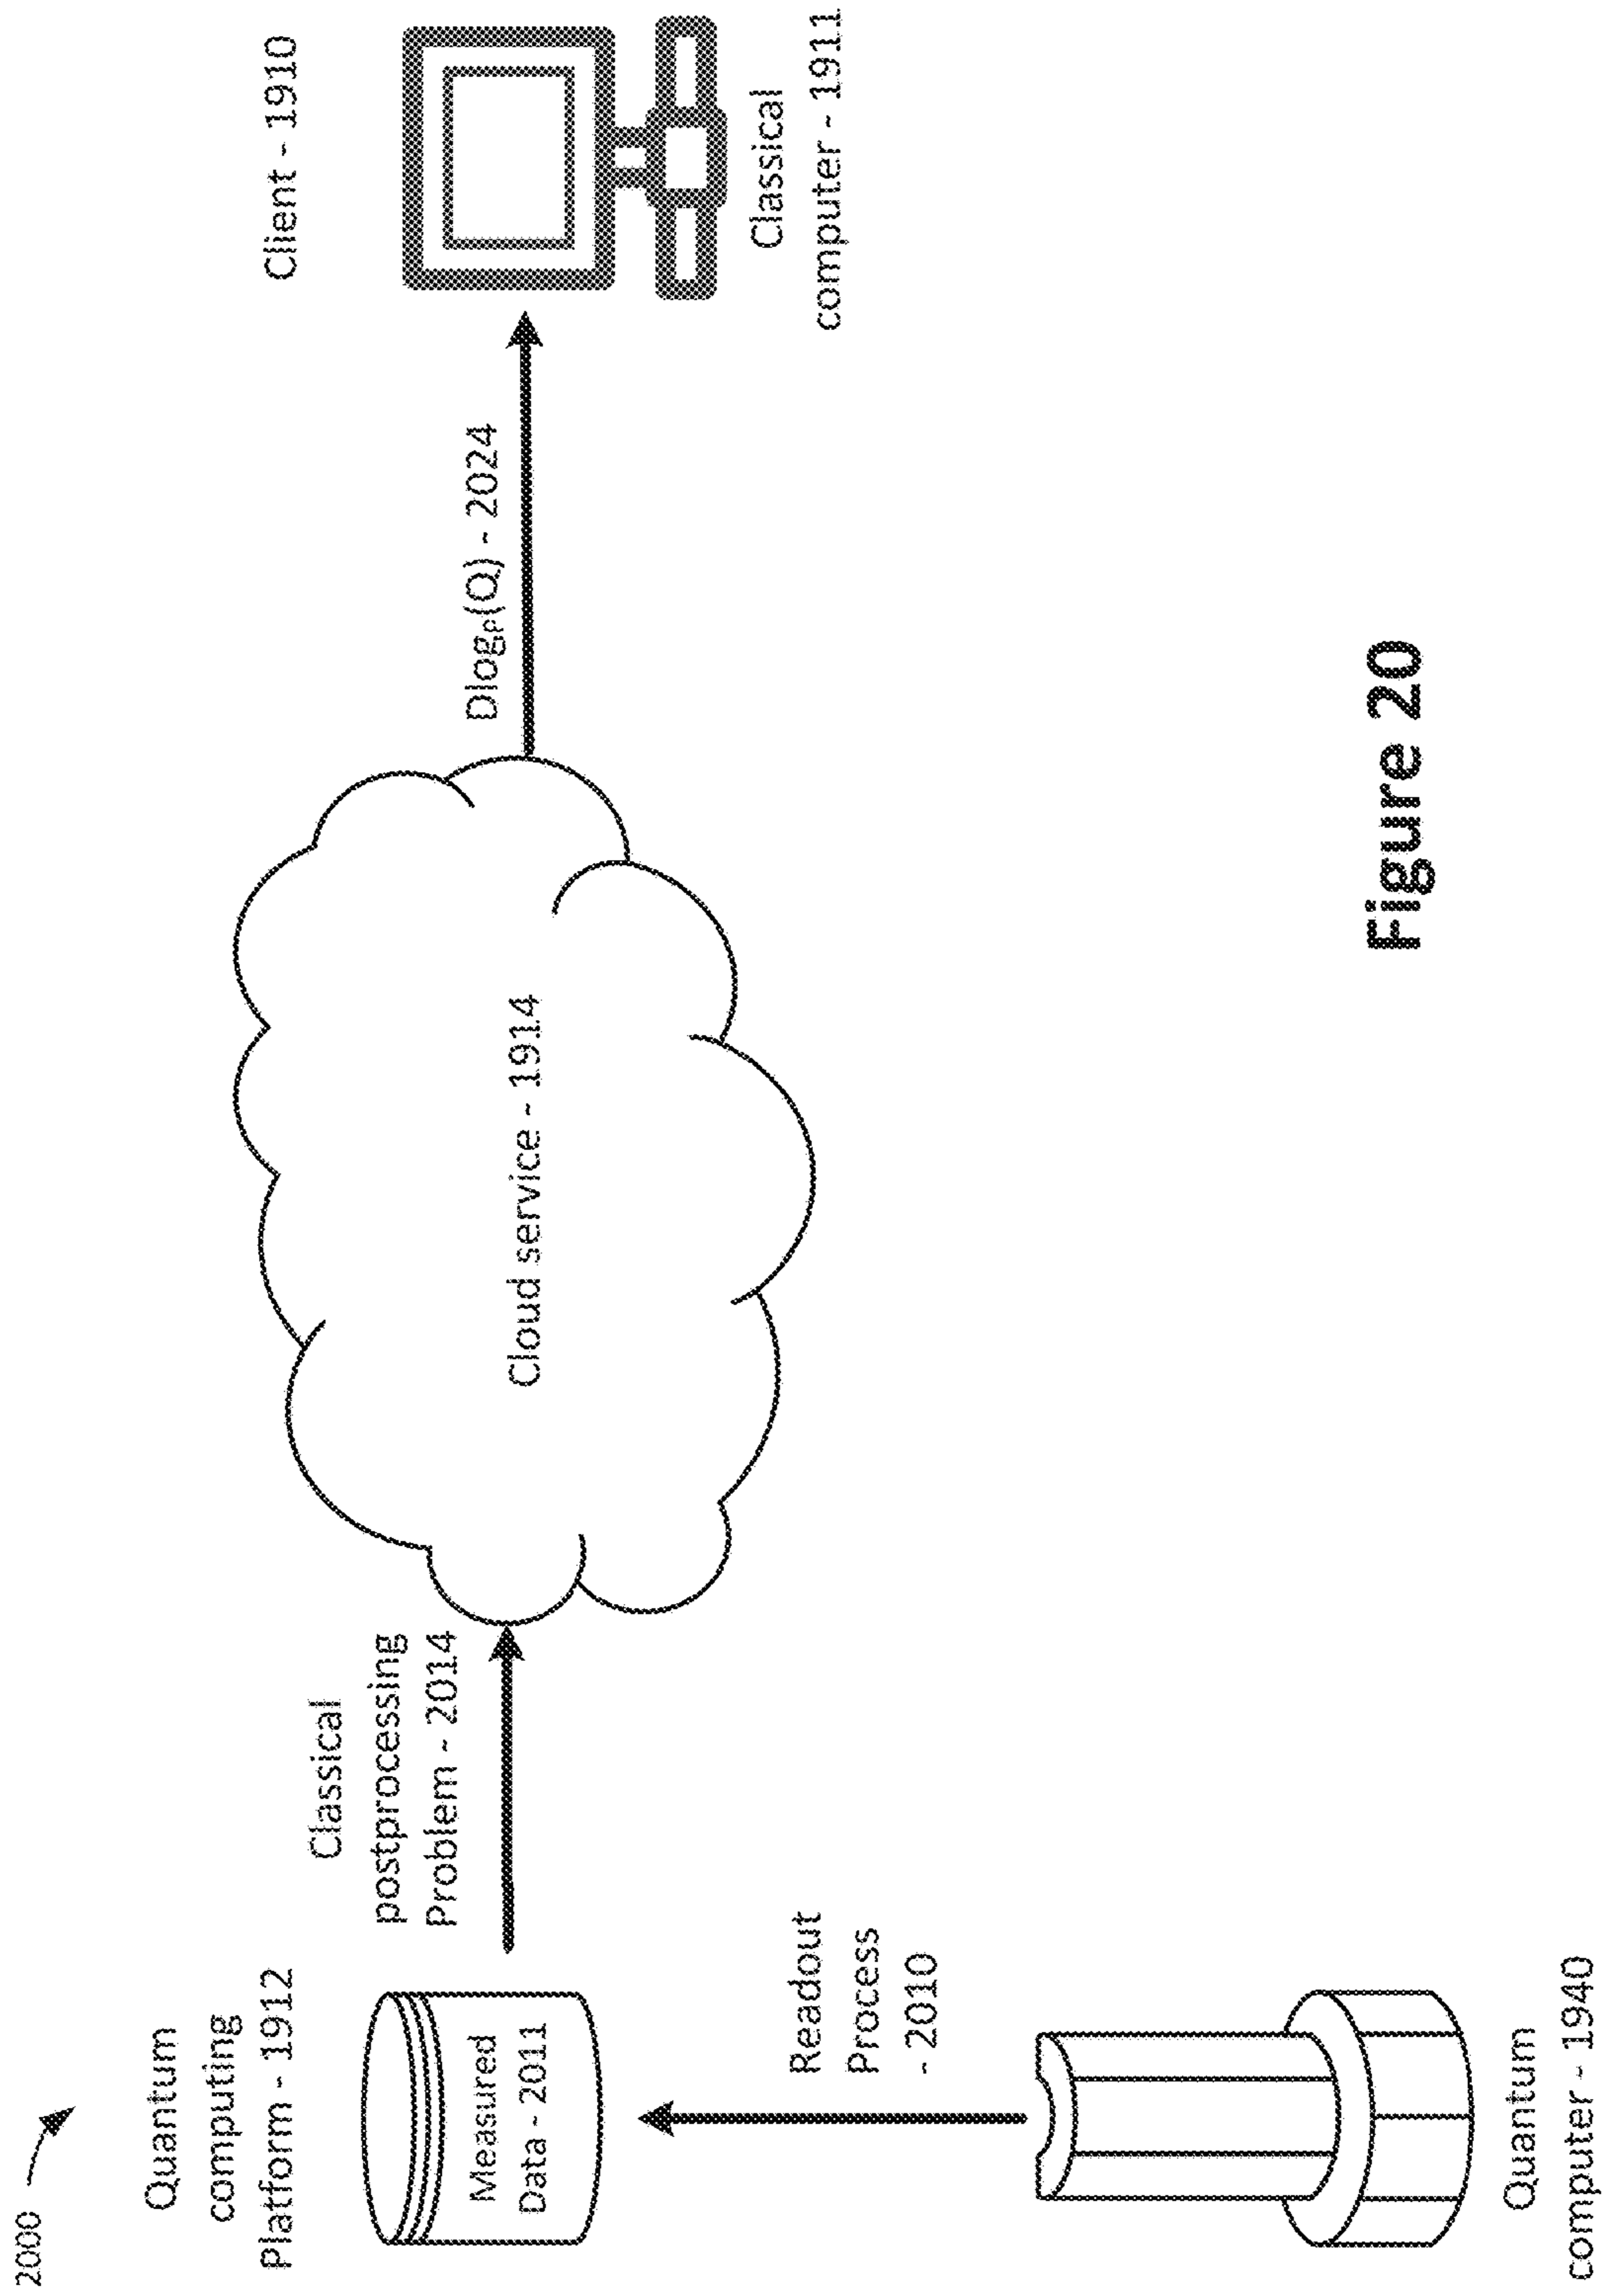 2000
Quantum
computing
Platform - 1912
Measured
Data - 2011
Classical
postprocessing
Problem - 2014
Readout
Process
- 2010
Quantum
computer - 1940
Cloud service - 1914
Dlogₚ(Q) - 2024
Client - 1910
Classical
computer - 1911
Figure 20